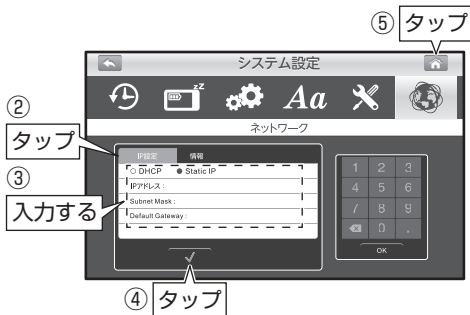 ⑤ タップ
システム設定
zZ
Aa
ネットワーク
② タップ
IP設定 情報
○ DHCP ● Static IP
③ 入力する
IPアドレス :
Subnet Mask :
Default Gateway :
1 2 3
4 5 6
7 8 9
0 .
OK
④ タップ